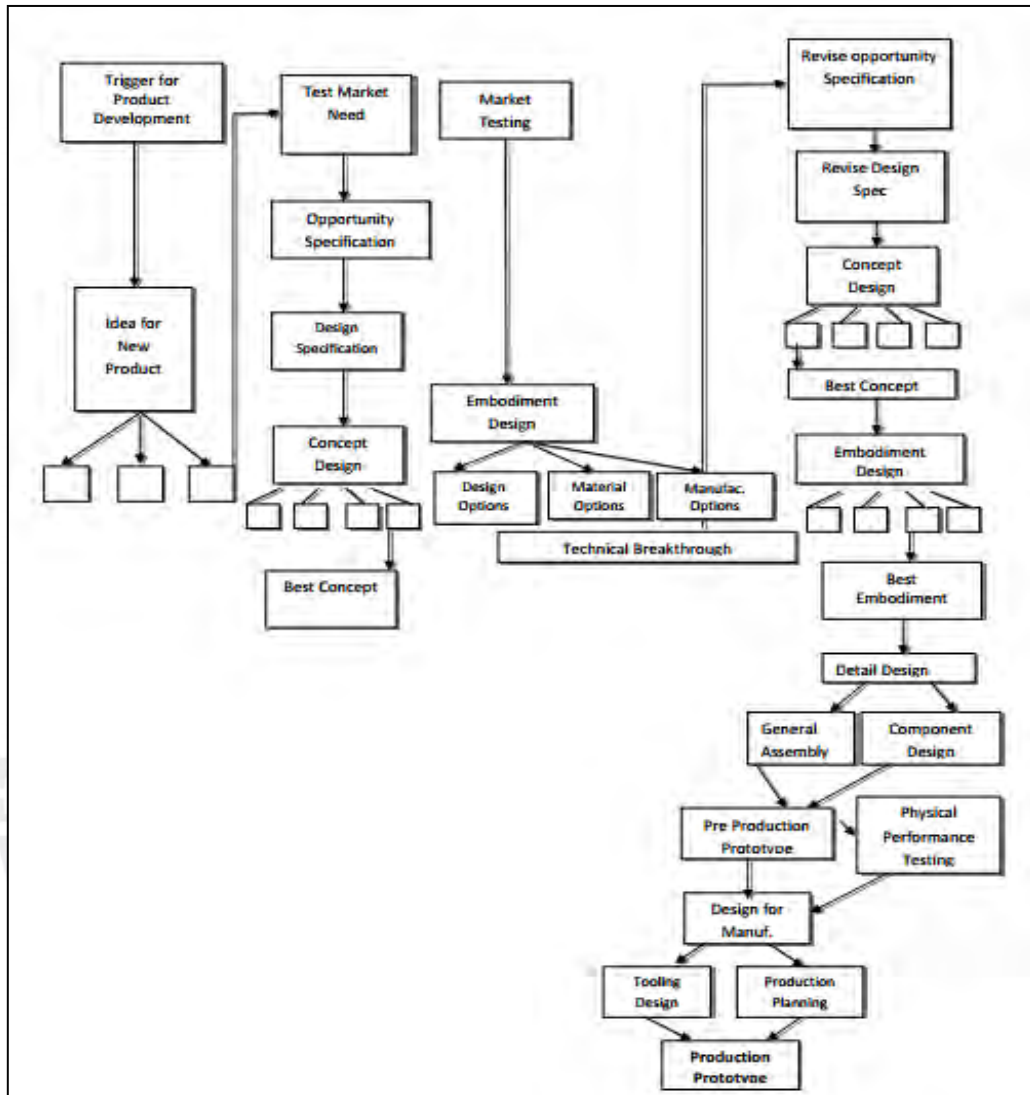 Trigger for
Product
Development
Idea for
New
Product
Test Market
Need
Opportunity
Specification
Design
Specification
Concept
Design
Best Concept
Market
Testing
Embodiment
Design
Design
Options
Material
Options
Manufac.
Options
Technical Breakthrough
Revise opportunity
Specification
Revise Design
Spec
Concept
Design
Best Concept
Embodiment
Design
Best
Embodiment
Detail Design
General
Assembly
Component
Design
Pre Production
Prototype
Physical
Performance
Testing
Design for
Manuf.
Tooling
Design
Production
Planning
Production
Prototype